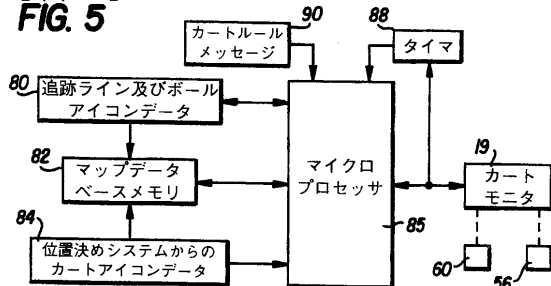 FIG. 5
90
カートルール
メッセージ
88
タイマ
80
追跡ライン及びボール
アイコンデータ
82
マップデータ
ベースメモリ
84
位置決めシステムからの
カートアイコンデータ
マイクロ
プロセッサ
85
19
カート
モニタ
60
56